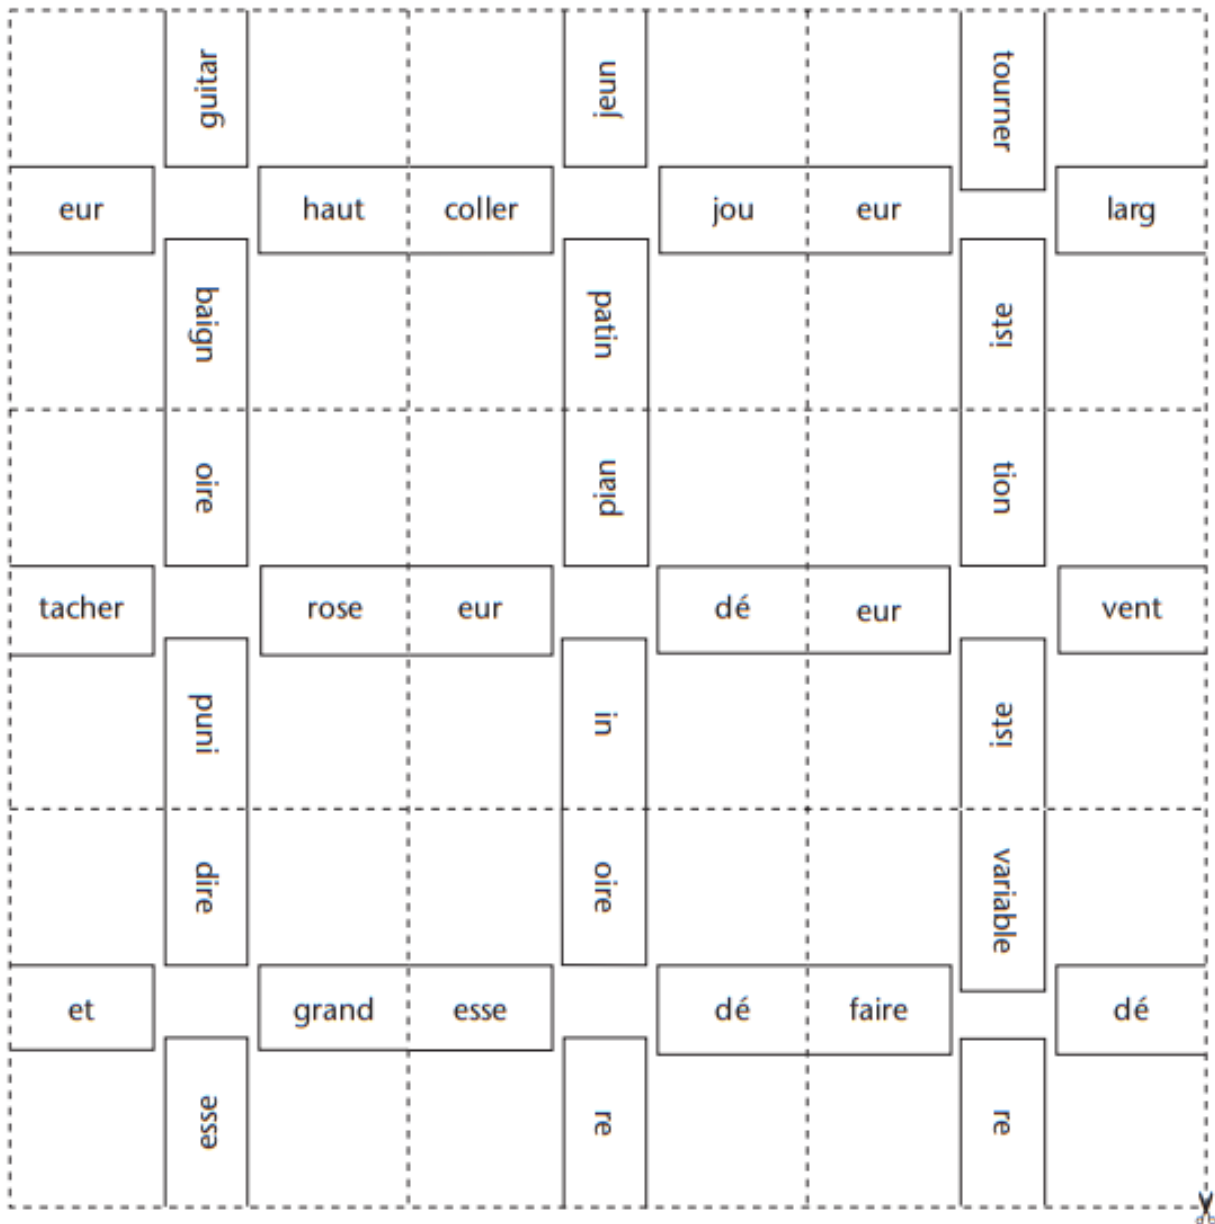 guitar jeun tourner
eur haut coller jou eur larg
baign patin iste
oire pian tion
tacher rose eur dé eur vent
puni in iste
dire oire variable
et grand esse dé faire dé
esse re re